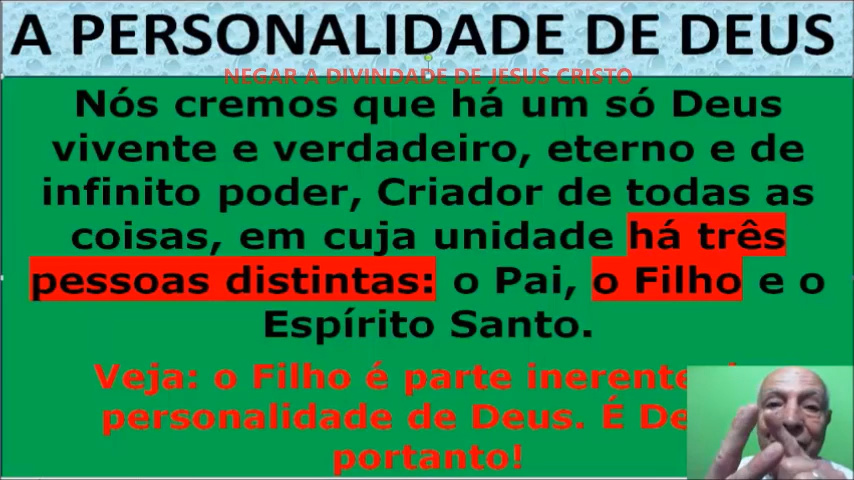 A PERSONALIDADE DE DEUS
NEGAR A DIVINDADE DE JESUS CRISTO
Nós cremos que há um só Deus
vivente e verdadeiro, eterno e de
infinito poder, Criador de todas as
coisas, em cuja unidade há três
pessoas distintas: o Pai, o Filho e o
Espírito Santo.
Veja: o Filho é parte inerente
personalidade de Deus. É
portanto!